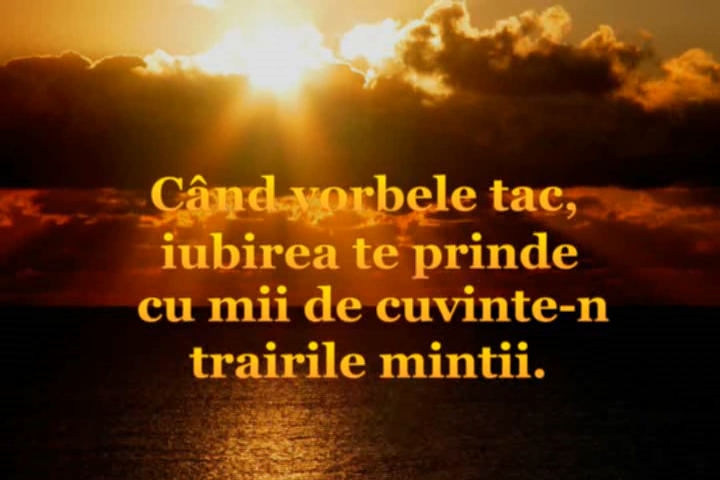 Când vorbele tac,
iubirea te prinde
cu mii de cuvinte-n
trairile mintii.